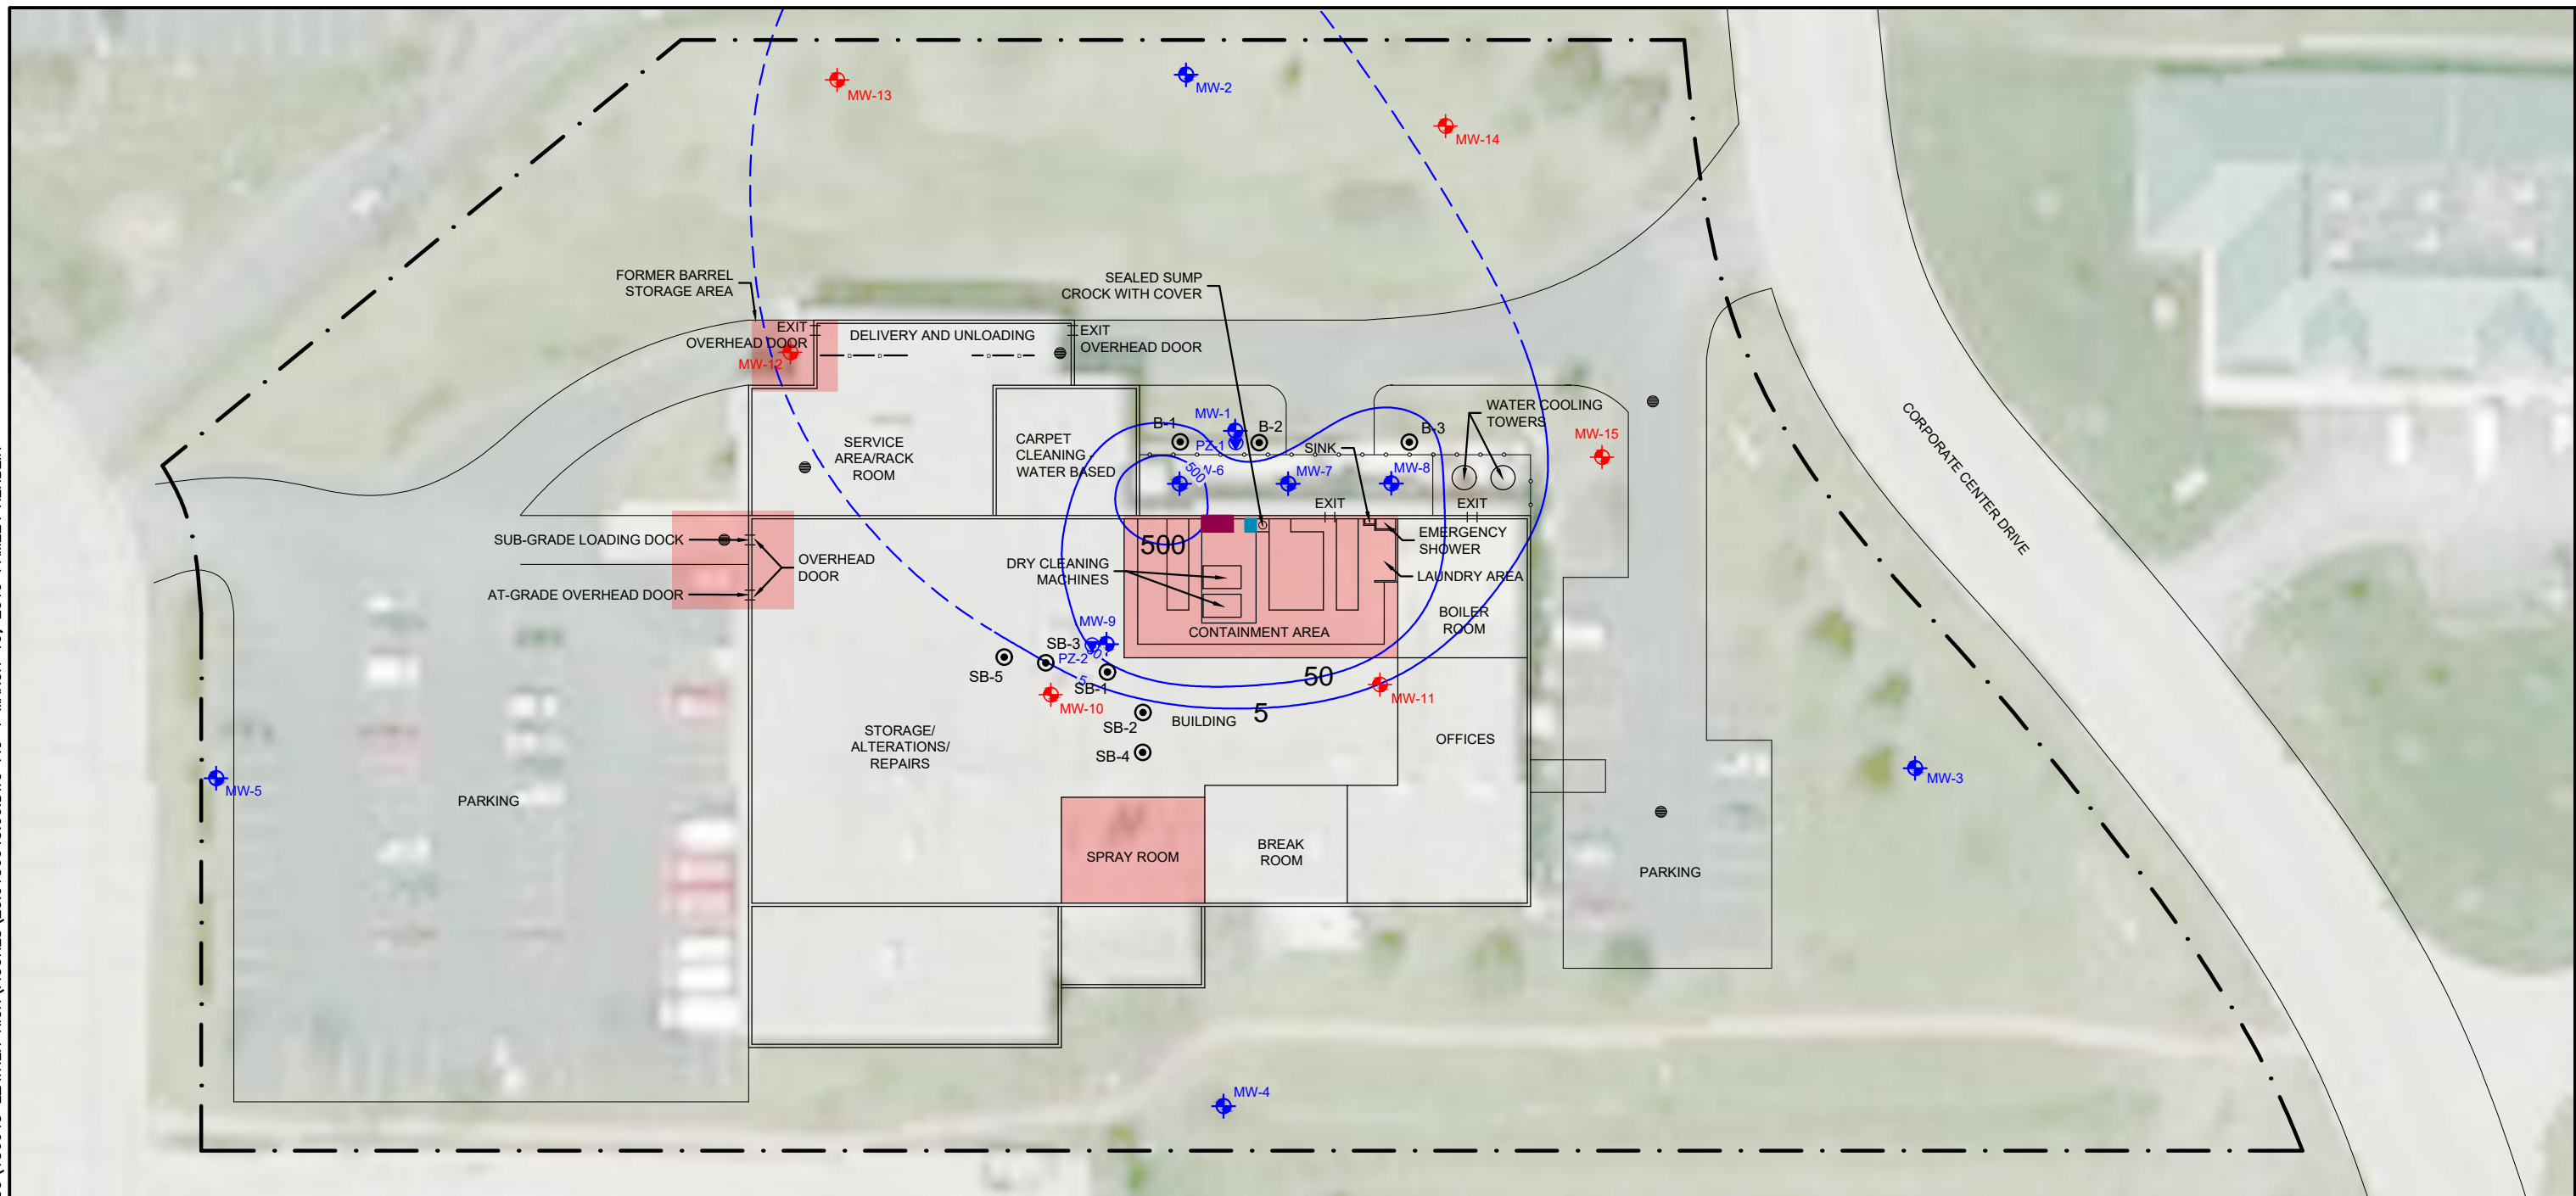 MW-13
MW-2
MW-14
FORMER BARREL
STORAGE AREA
SEALED SUMP
CROCK WITH COVER
EXIT
OVERHEAD DOOR
MW-12
DELIVERY AND UNLOADING
EXIT
OVERHEAD DOOR
WATER COOLING
TOWERS
MW-15
CORPORATE CENTER DRIVE
SERVICE
AREA/RACK
ROOM
CARPET
CLEANING -
WATER BASED
B-1
MW-1
PZ-1
B-2
SINK
B-3
500
MW-7
MW-8
EXIT
EXIT
SUB-GRADE LOADING DOCK
OVERHEAD
DOOR
AT-GRADE OVERHEAD DOOR
500
DRY CLEANING
MACHINES
EMERGENCY
SHOWER
LAUNDRY AREA
BOILER
ROOM
CONTAINMENT AREA
MW-9
SB-3
PZ-2
SB-5
5
SB-1
MW-10
50
MW-11
5
SB-2
BUILDING
SB-4
STORAGE/
ALTERATIONS/
REPAIRS
OFFICES
MW-5
PARKING
MW-3
SPRAY ROOM
BREAK
ROOM
PARKING
MW-4